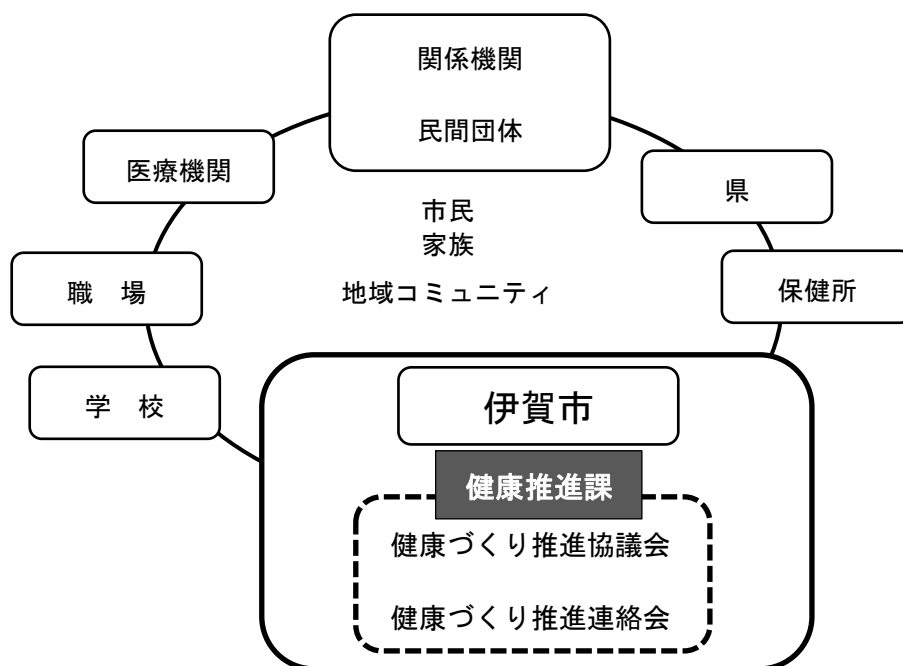 関係機関
民間団体
医療機関
県
市民
家族
地域コミュニティ
職　場
保健所
学　校
伊賀市
健康推進課
健康づくり推進協議会
健康づくり推進連絡会